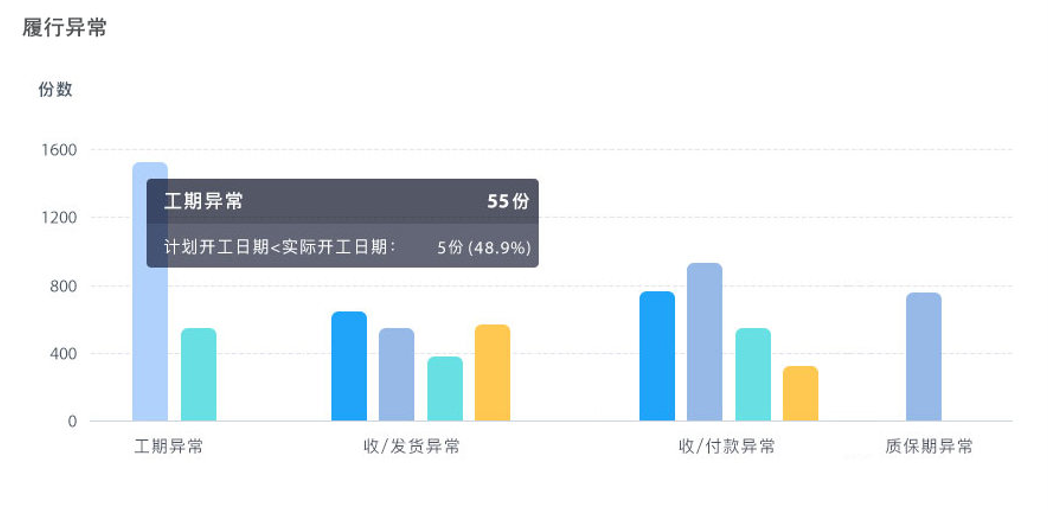 履行异常
份数
1600
1200
800
400
0
工期异常 55份
计划开工日期<实际开工日期: 5份 (48.9%)
工期异常 收/发货异常 收/付款异常 质保期异常